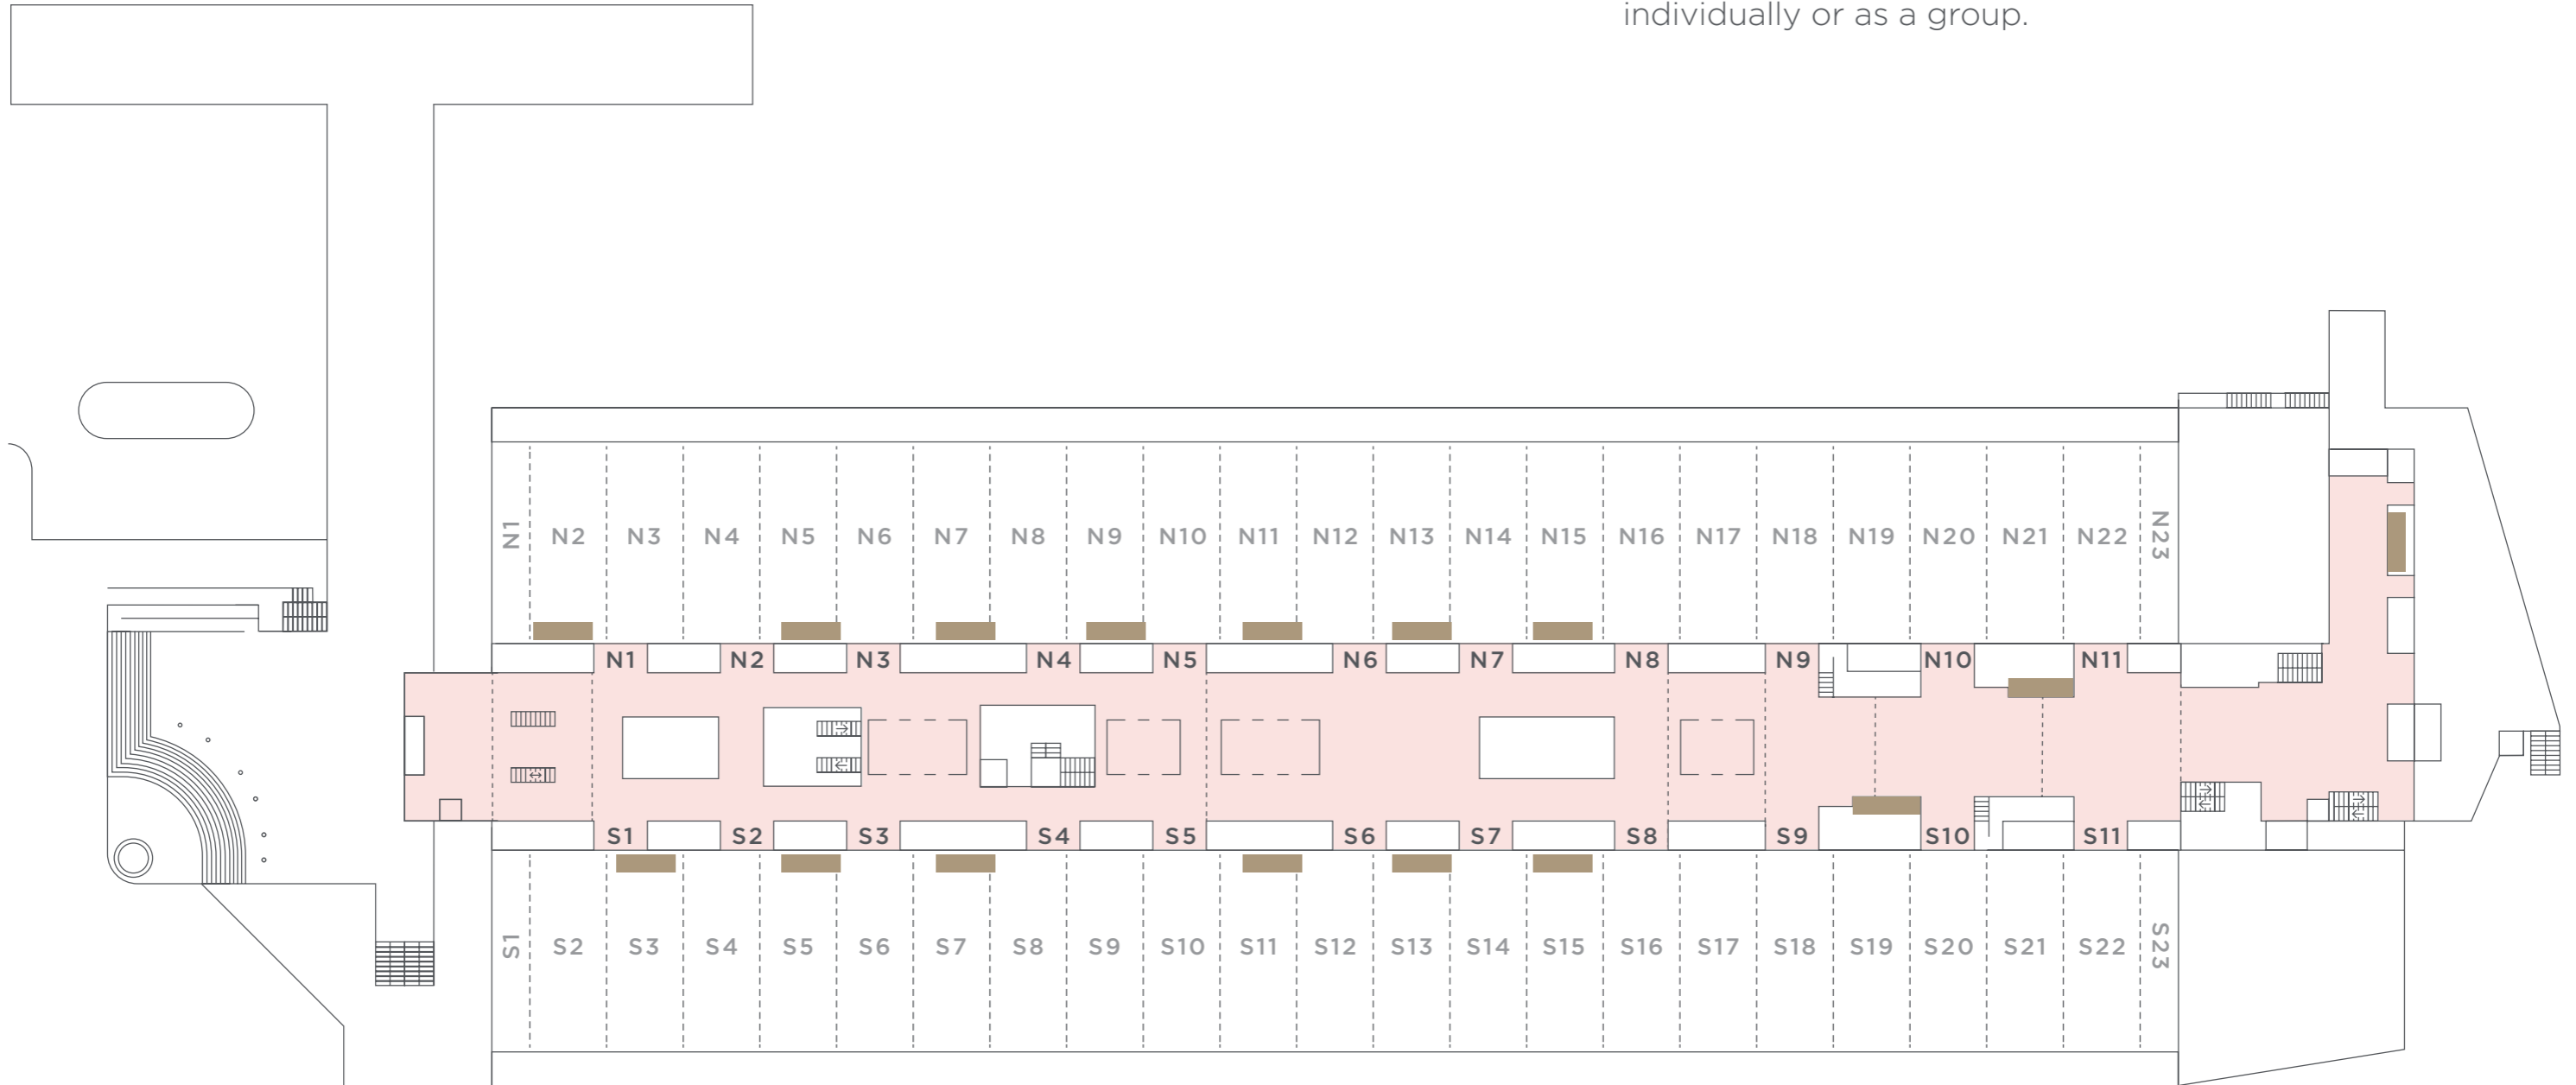 individually or as a group.
N1 N2 N3 N4 N5 N6 N7 N8 N9 N10 N11 N12 N13 N14 N15 N16 N17 N18 N19 N20 N21 N22 N23
N1 N2 N3 N4 N5 N6 N7 N8 N9 N10 N11
S1 S2 S3 S4 S5 S6 S7 S8 S9 S10 S11
S1 S2 S3 S4 S5 S6 S7 S8 S9 S10 S11 S12 S13 S14 S15 S16 S17 S18 S19 S20 S21 S22 S23